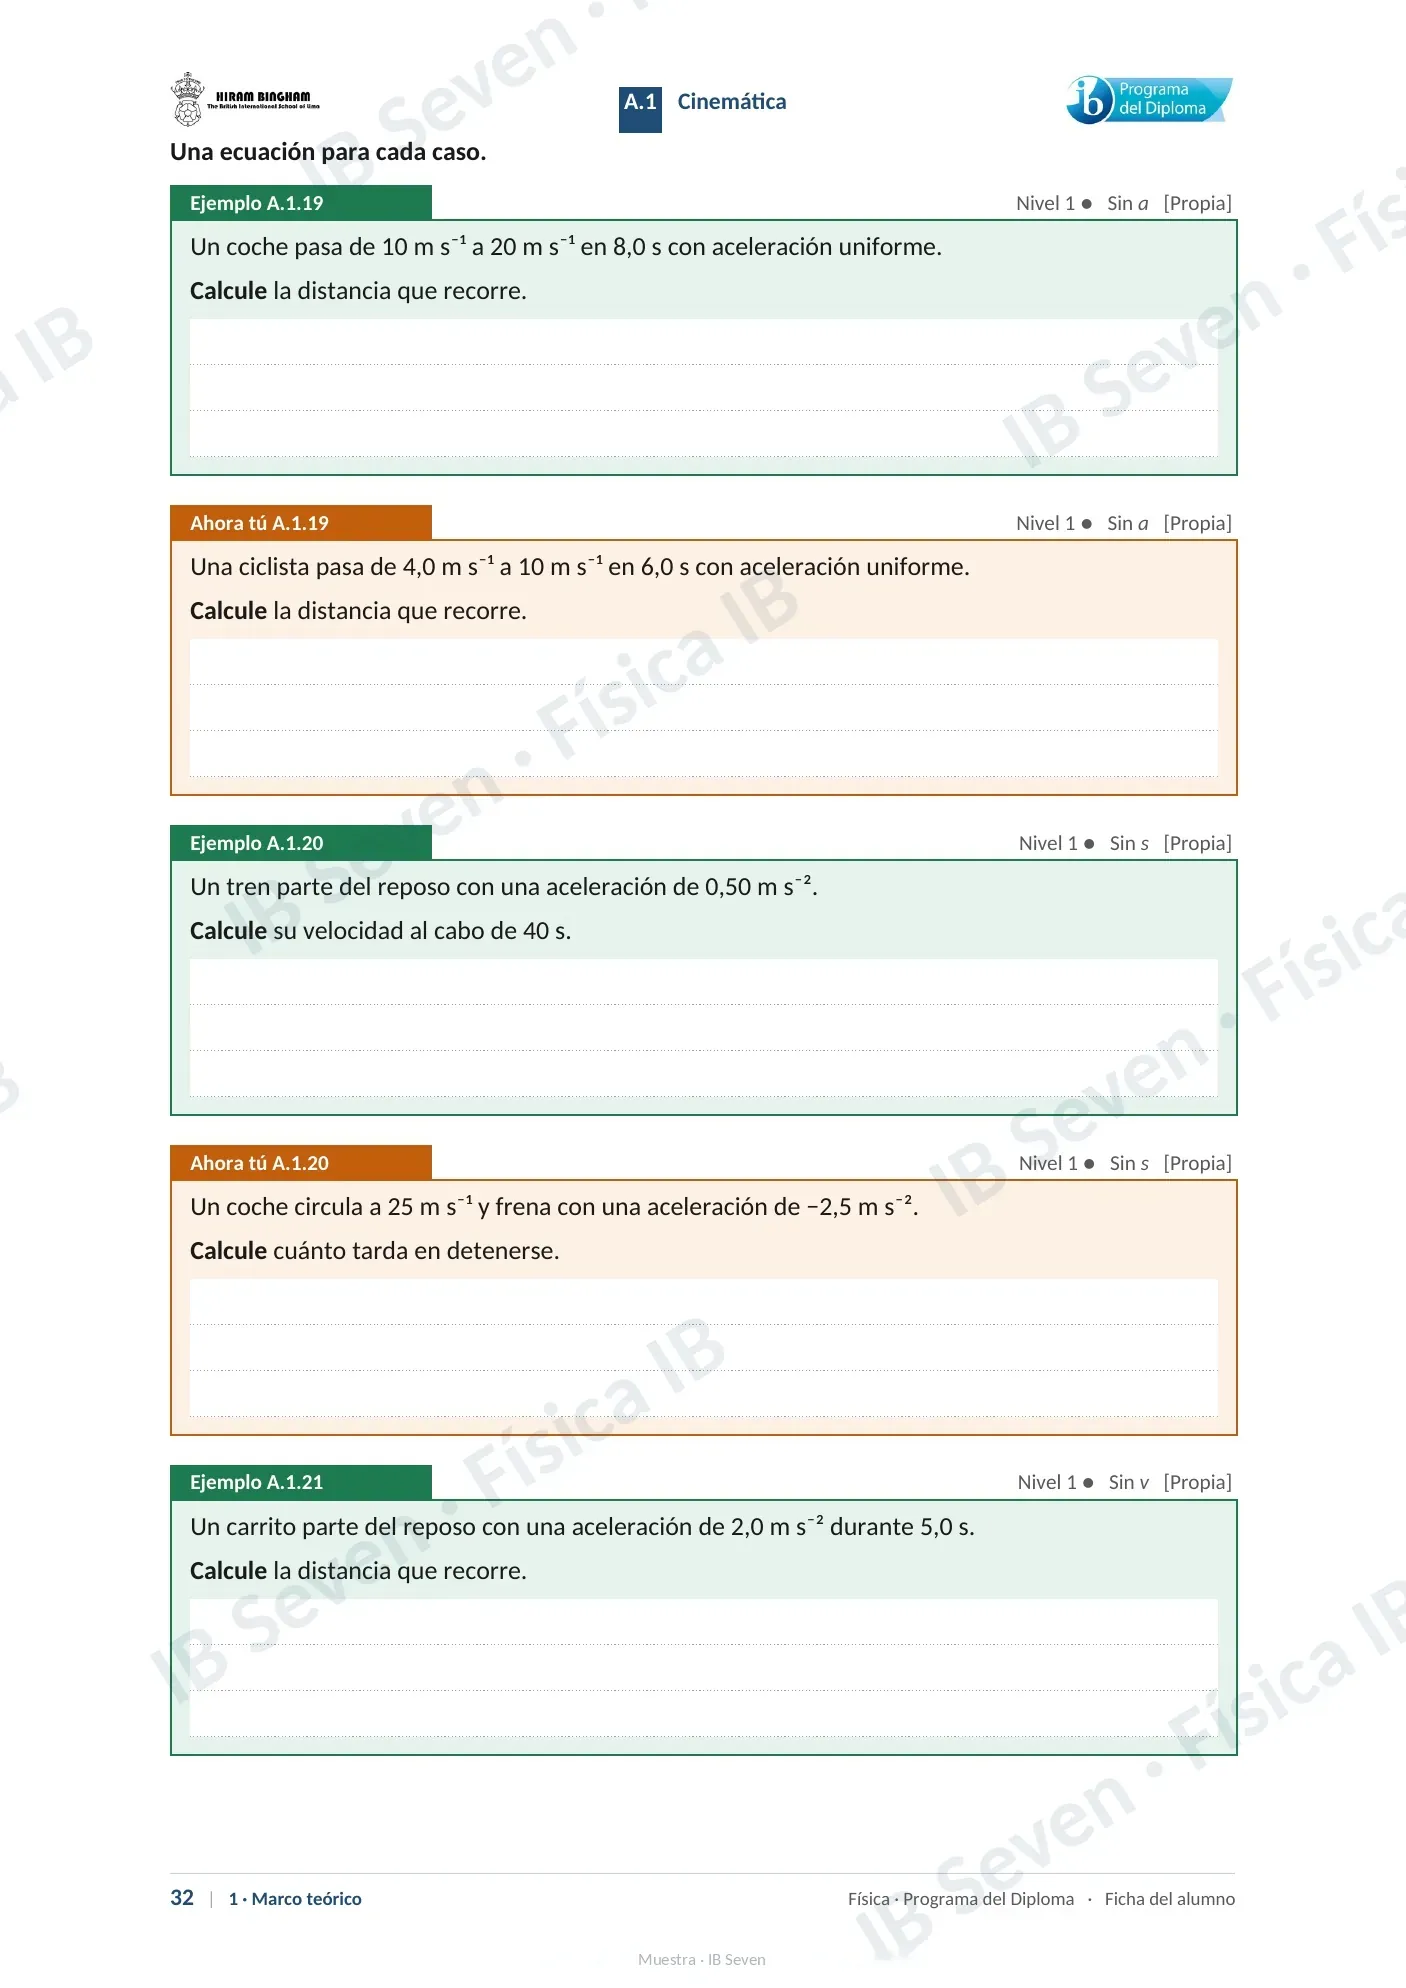 HIRAM BINGHAM
The British International School of Lima
A.1 Cinemática
Programa
del Diploma
Una ecuación para cada caso.
Ejemplo A.1.19 Nivel 1 ● Sin a [Propia]
Un coche pasa de 10 m s⁻¹ a 20 m s⁻¹ en 8,0 s con aceleración uniforme.
Calcule la distancia que recorre.
Ahora tú A.1.19 Nivel 1 ● Sin a [Propia]
Una ciclista pasa de 4,0 m s⁻¹ a 10 m s⁻¹ en 6,0 s con aceleración uniforme.
Calcule la distancia que recorre.
Ejemplo A.1.20 Nivel 1 ● Sin s [Propia]
Un tren parte del reposo con una aceleración de 0,50 m s⁻².
Calcule su velocidad al cabo de 40 s.
Ahora tú A.1.20 Nivel 1 ● Sin s [Propia]
Un coche circula a 25 m s⁻¹ y frena con una aceleración de −2,5 m s⁻².
Calcule cuánto tarda en detenerse.
Ejemplo A.1.21 Nivel 1 ● Sin v [Propia]
Un carrito parte del reposo con una aceleración de 2,0 m s⁻² durante 5,0 s.
Calcule la distancia que recorre.
32 | 1 · Marco teórico Física · Programa del Diploma · Ficha del alumno
Muestra · IB Seven
IB Seven · Física IB